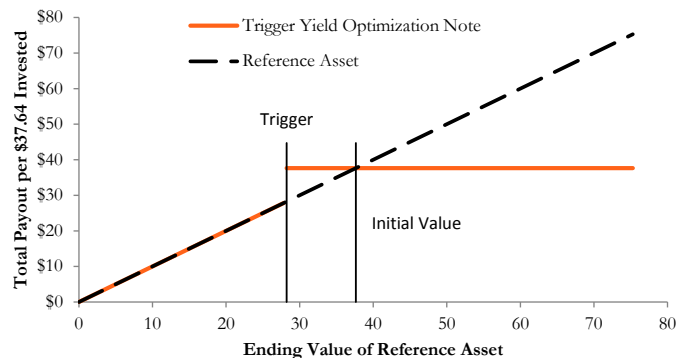 $80
$70
$60
$50
$40
$30
$20
$10
$0
Total Payout per $37.64 Invested
Trigger Yield Optimization Note
Reference Asset
Trigger
Initial Value
0 10 20 30 40 50 60 70 80
Ending Value of Reference Asset